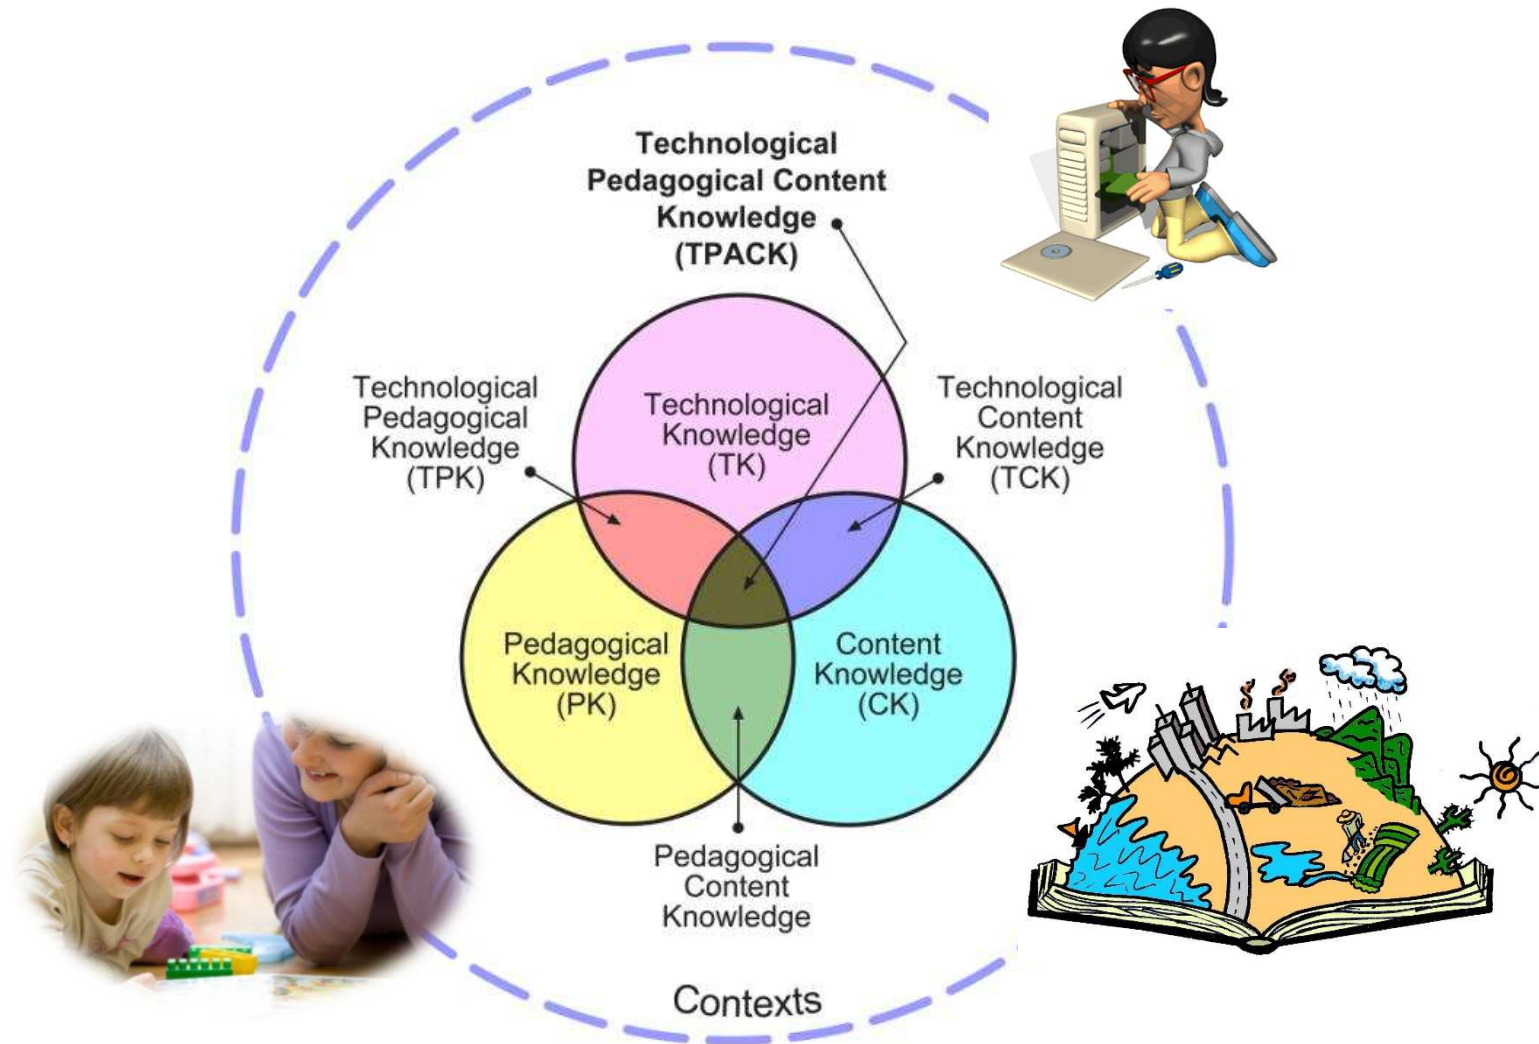 Technological
Pedagogical Content
Knowledge
(TPACK)
Technological
Pedagogical
Knowledge
(TPK)
Technological
Knowledge
(TK)
Technological
Content
Knowledge
(TCK)
Pedagogical
Knowledge
(PK)
Content
Knowledge
(CK)
Pedagogical
Content
Knowledge
Contexts